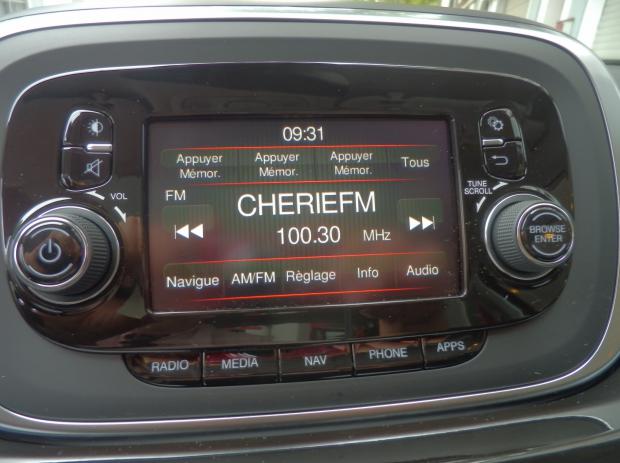 09:31
Appuyer Mémor.
Appuyer Mémor.
Appuyer Mémor.
Tous
FM
CHERIEFM
100.30 MHz
Navigue AM/FM Règlage Info Audio
VOL
TUNE
SCROLL
BROWSE
ENTER
RADIO MEDIA NAV PHONE APPS